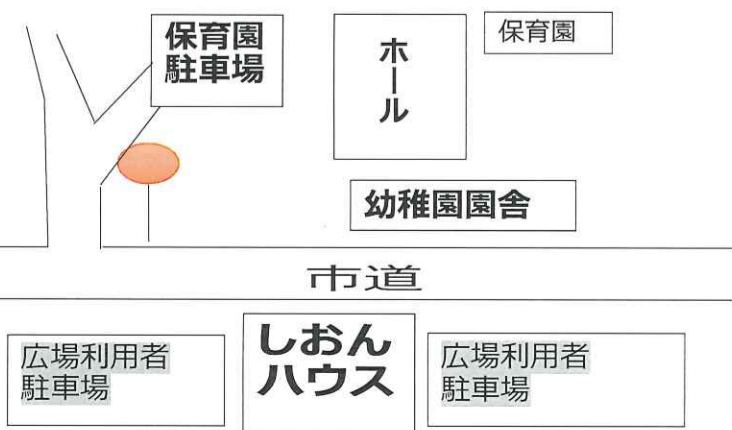 保育園
駐車場
ホール
保育園
幼稚園園舎
市道
広場利用者
駐車場
しおん
ハウス
広場利用者
駐車場